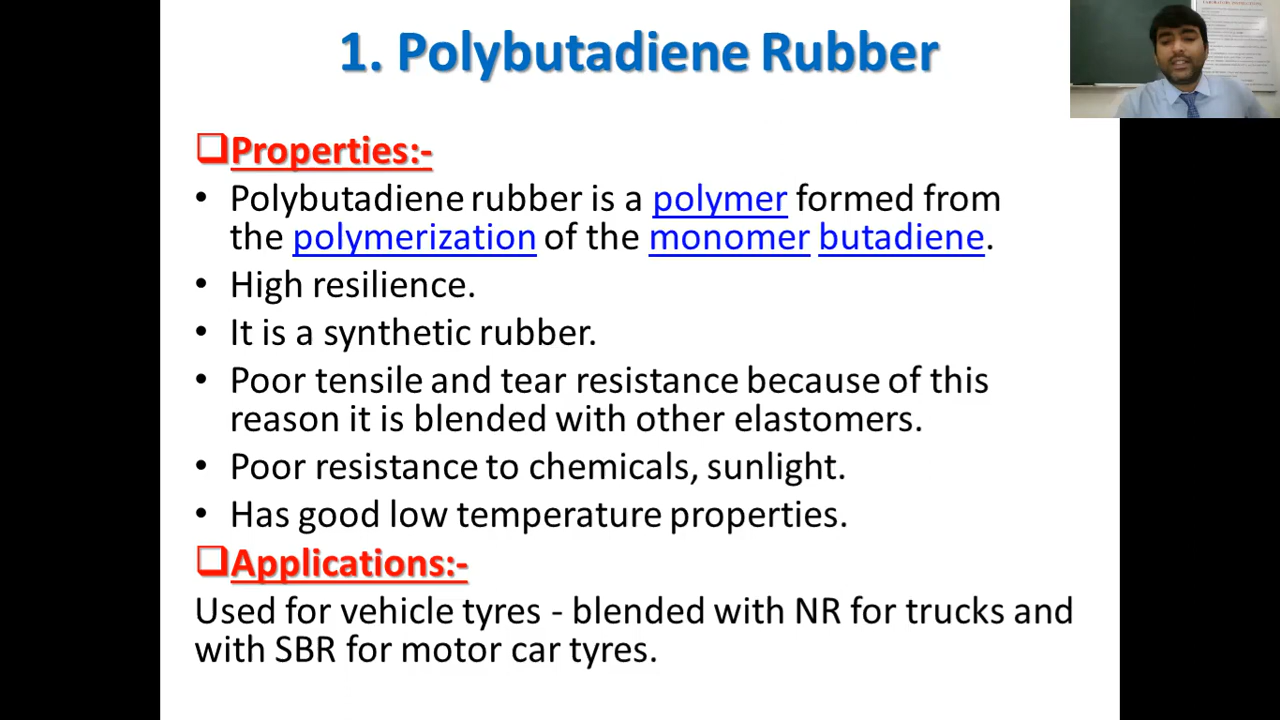 1. Polybutadiene Rubber
Properties:-
• Polybutadiene rubber is a polymer formed from
the polymerization of the monomer butadiene.
• High resilience.
• It is a synthetic rubber.
• Poor tensile and tear resistance because of this
reason it is blended with other elastomers.
• Poor resistance to chemicals, sunlight.
• Has good low temperature properties.
Applications:-
Used for vehicle tyres - blended with NR for trucks and
with SBR for motor car tyres.